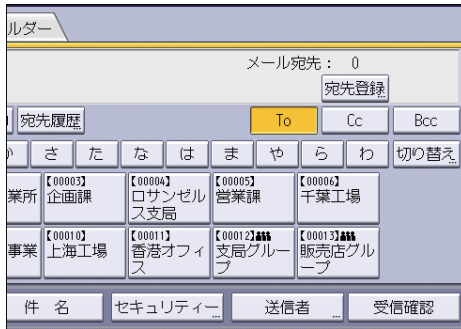 ルダー
メール宛先： 0
宛先登録
宛先履歴 To Cc Bcc
さ た な は ま や ら わ 切り替え
業所 【00003】 企画課 【00004】 ロサンゼル ス支局 【00005】 営業課 【00006】 千葉工場
事業 【00010】 上海工場 【00011】 香港オフィ ス 【00012】 支局グルー プ 【00013】 販売店グル ープ
件 名 セキュリティー 送信者 受信確認